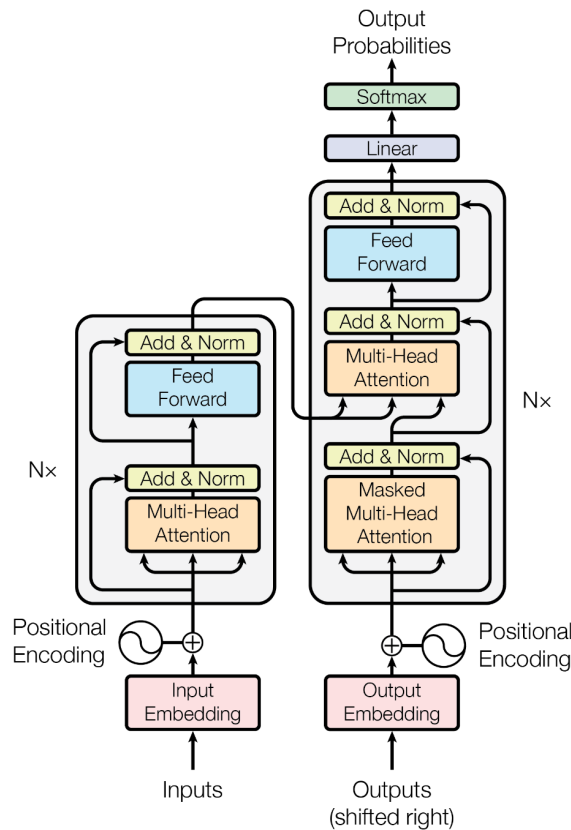 Output
Probabilities
Softmax
Linear
Add & Norm
Feed
Forward
Add & Norm
Multi-Head
Attention
Add & Norm
Masked
Multi-Head
Attention
N×
Add & Norm
Feed
Forward
Add & Norm
Multi-Head
Attention
N×
Positional
Encoding
Positional
Encoding
Input
Embedding
Output
Embedding
Inputs
Outputs
(shifted right)